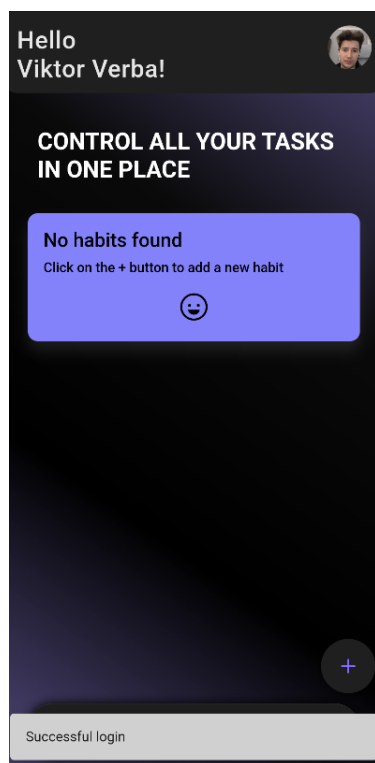 Hello
Viktor Verba!
CONTROL ALL YOUR TASKS
IN ONE PLACE
No habits found
Click on the + button to add a new habit
+
Successful login